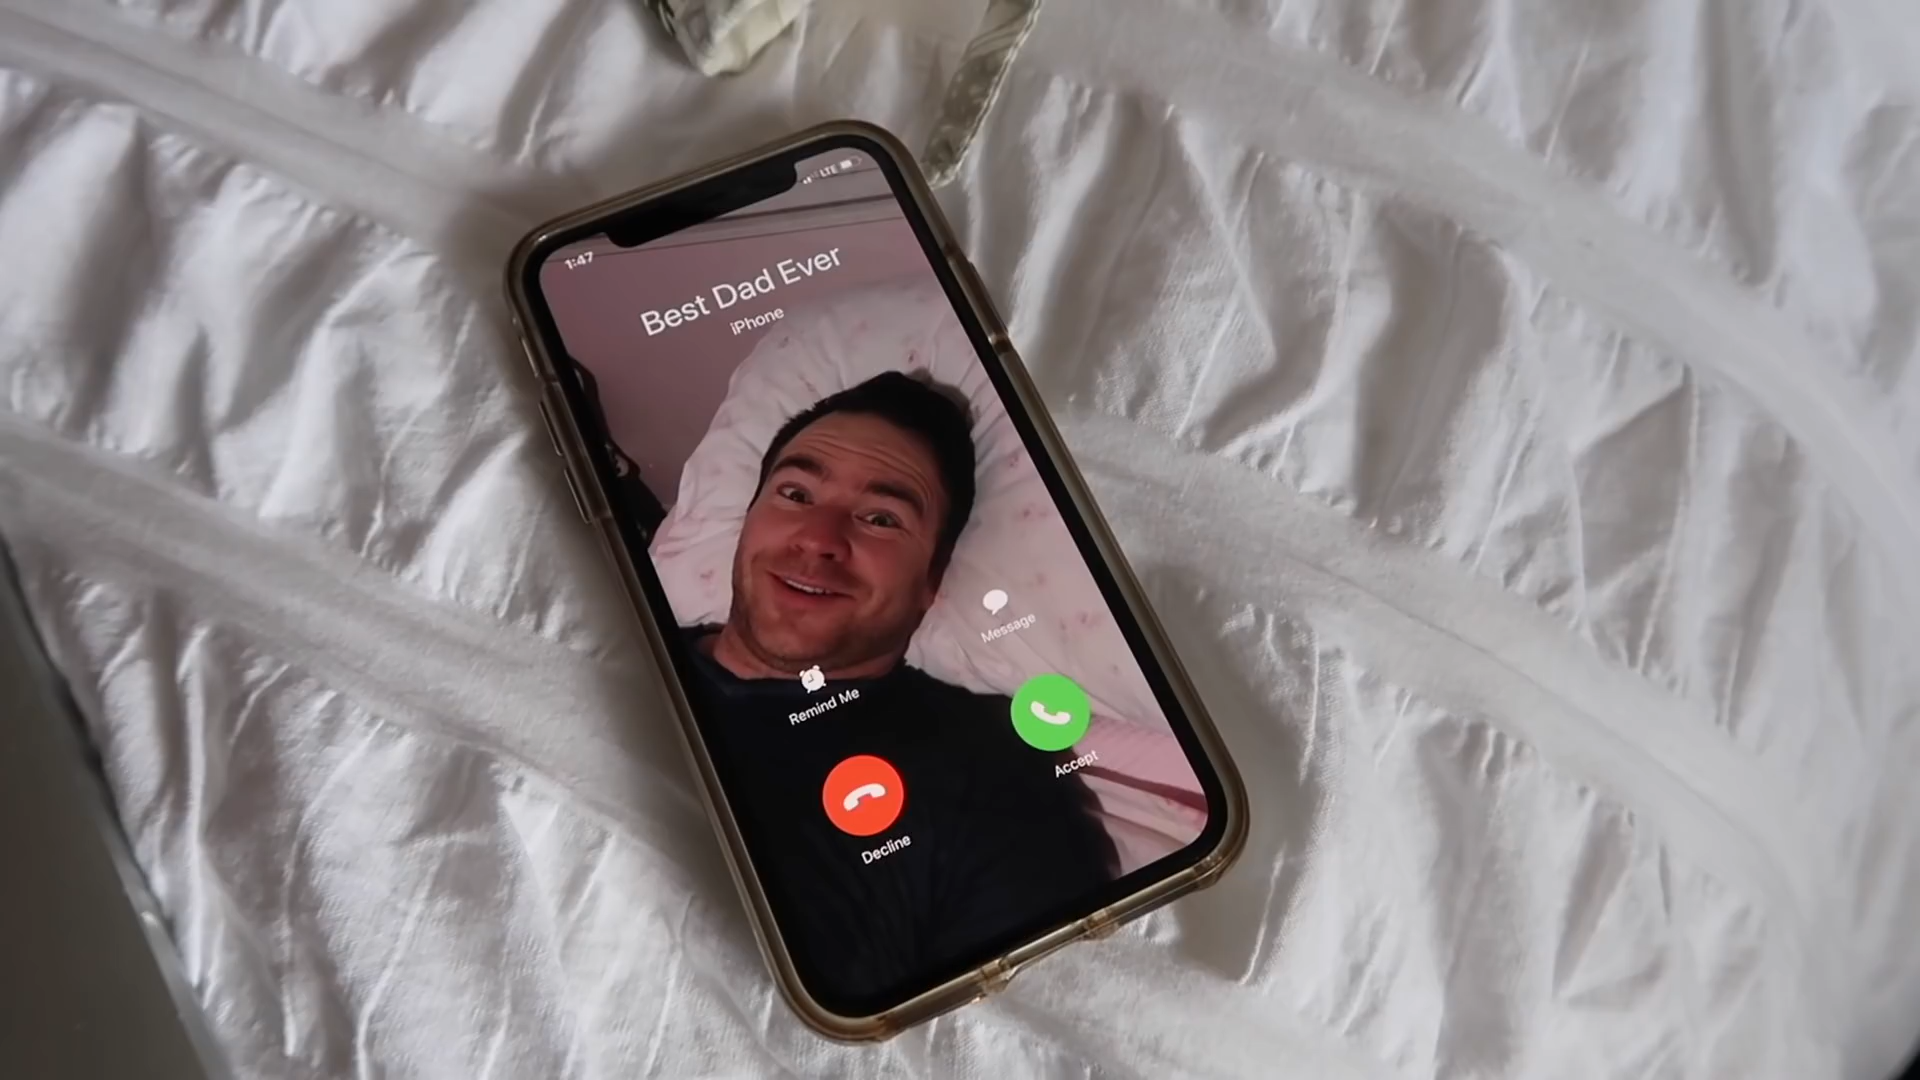 LTE
1:47
Best Dad Ever
iPhone
Message
Remind Me
Accept
Decline